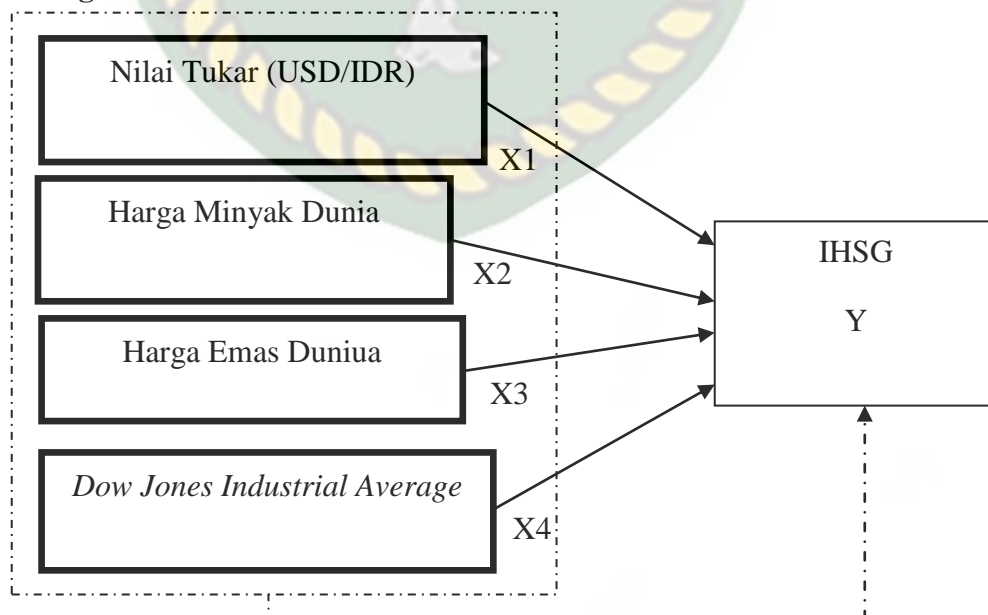 Nilai Tukar (USD/IDR)
X1
Harga Minyak Dunia
X2
IHSG
Y
Harga Emas Duniua
X3
Dow Jones Industrial Average
X4